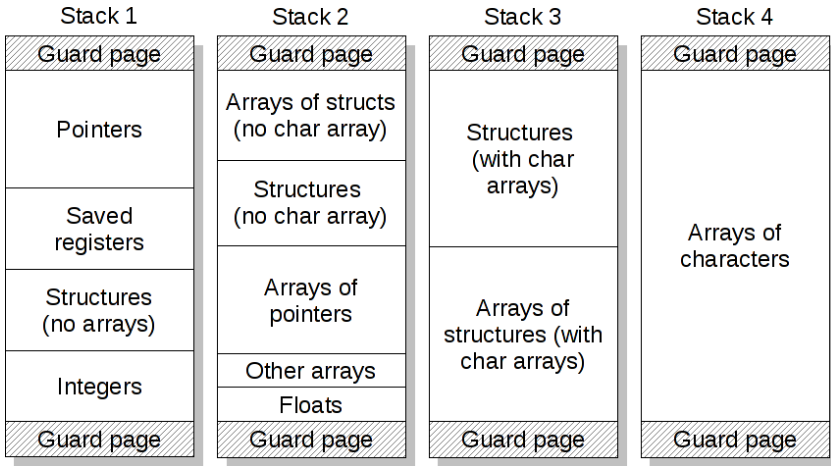 Stack 1
Guard page
Pointers
Saved
registers
Structures
(no arrays)
Integers
Guard page
Stack 2
Guard page
Arrays of structs
(no char array)
Structures
(no char array)
Arrays of
pointers
Other arrays
Floats
Guard page
Stack 3
Guard page
Structures
(with char
arrays)
Arrays of
structures (with
char arrays)
Guard page
Stack 4
Guard page
Arrays of
characters
Guard page